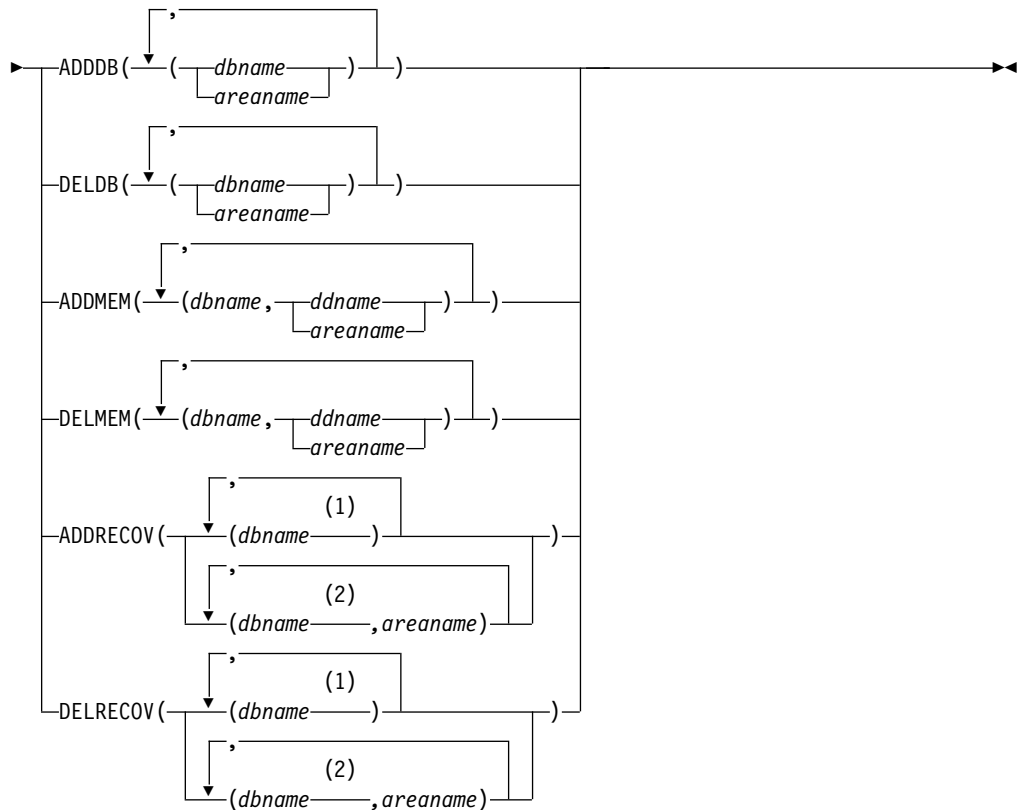 ,
ADDDB( ( dbname ) )
areaname
,
DELDB( ( dbname ) )
areaname
,
ADDMEM( (dbname, ddname ) )
areaname
,
DELMEM( (dbname, ddname ) )
areaname
,
(1)
ADDRECOV( (dbname ) )
,
(2)
(dbname ,areaname)
,
(1)
DELRECOV( (dbname ) )
,
(2)
(dbname ,areaname)